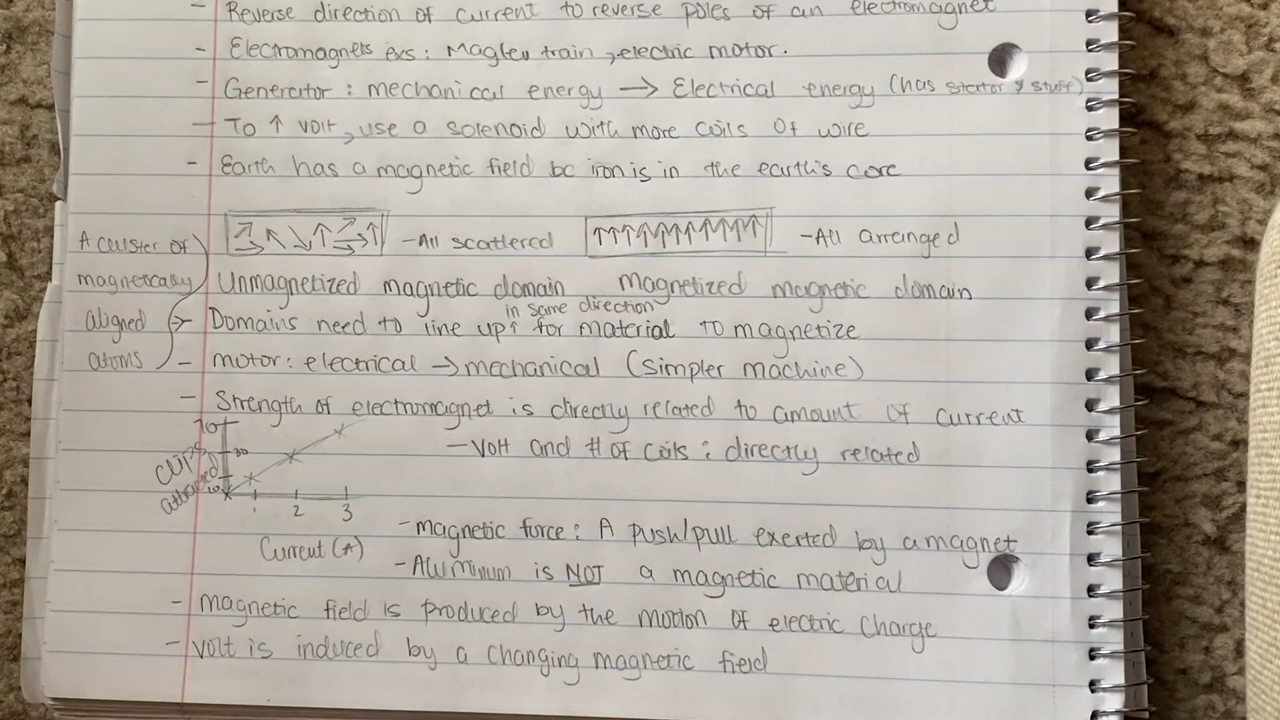 - Reverse direction of current to reverse poles of an electromagnet
- Electromagnets exs: Maglev train, electric motor.
- Generator: mechanical energy → Electrical energy (has stator & stuff)
- To ↑ volt, use a solenoid with more coils of wire
- Earth has a magnetic field bc iron is in the earth's core
- All scattered
- All arranged
A cluster of magnetically aligned atoms
Unmagnetized magnetic domain
magnetized magnetic domain
in same direction
- Domains need to line up for material to magnetize
- motor: electrical → mechanical (simpler machine)
- Strength of electromagnet is directly related to amount of current
- Volt and # of coils: directly related
30
10
clips
1 2 3
Current (A)
- magnetic force: A push/pull exerted by a magnet
- Aluminum is NOT a magnetic material
- magnetic field is produced by the motion of electric charge
- volt is induced by a changing magnetic field